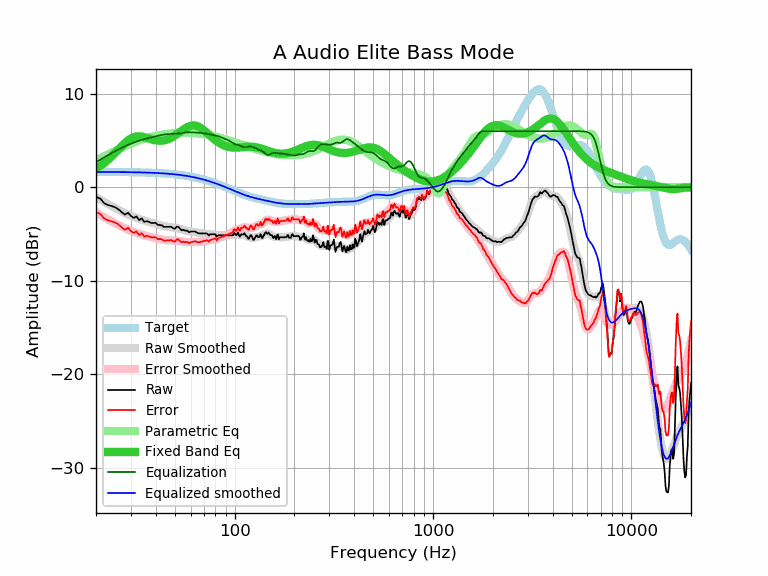 A Audio Elite Bass Mode
10
0
−10
−20
−30
Amplitude (dBr)
Target
Raw Smoothed
Error Smoothed
Raw
Error
Parametric Eq
Fixed Band Eq
Equalization
Equalized smoothed
100
1000
10000
Frequency (Hz)